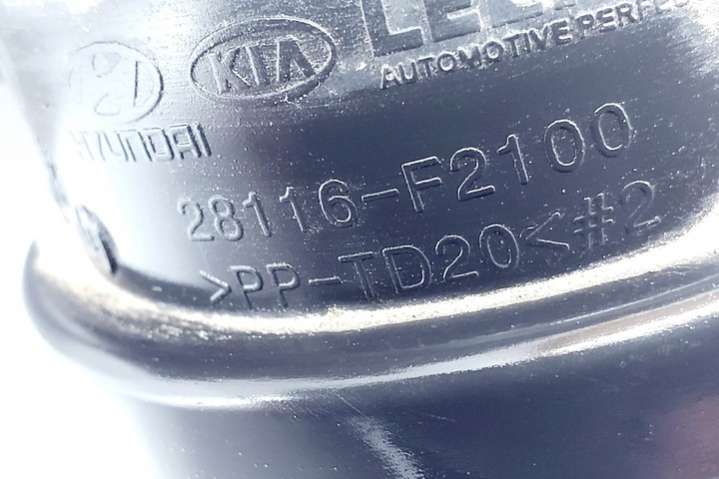 KIA
AUTOMOTIVE
HYUNDAI
28116-F2100
>PP-TD20<#2